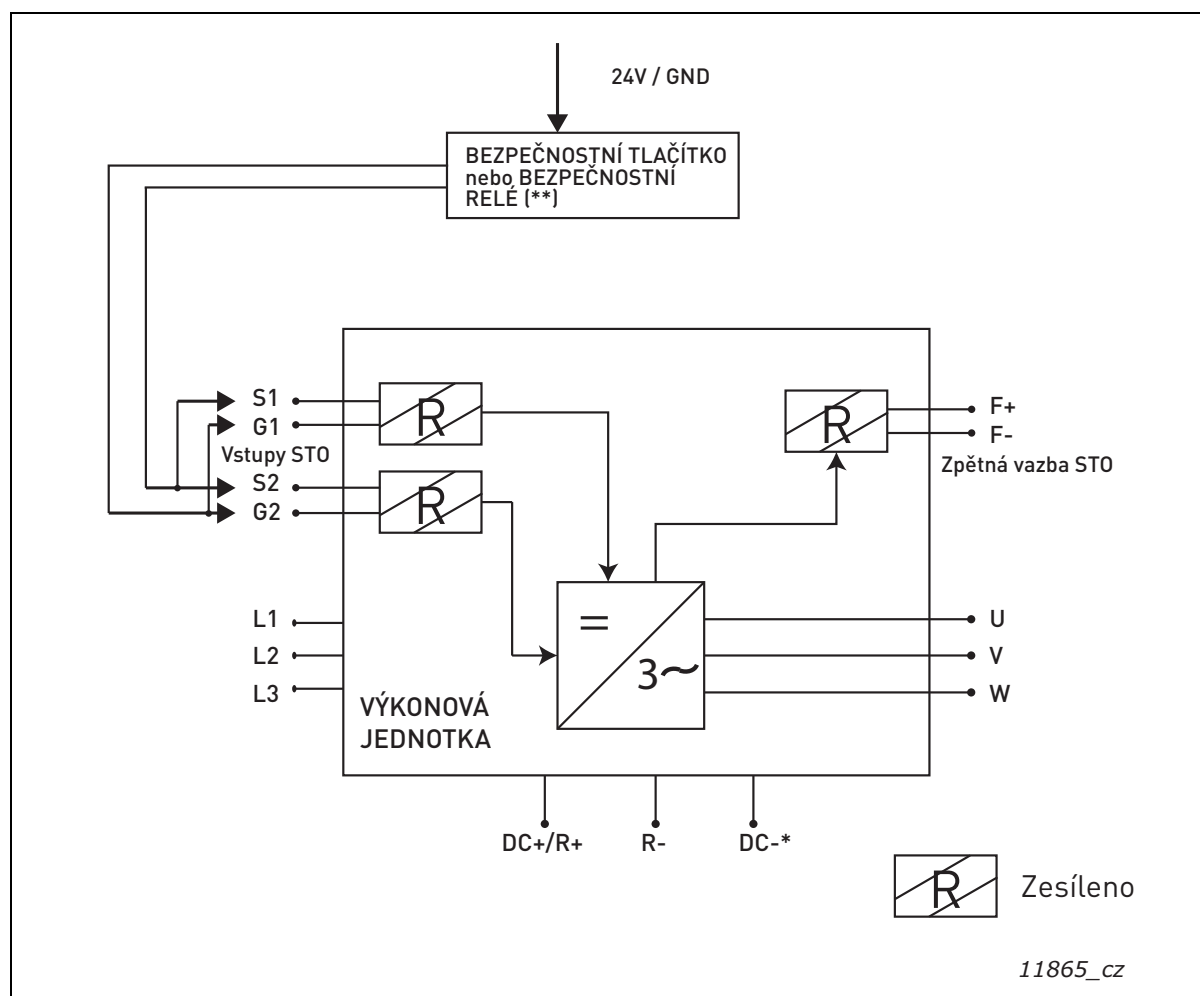 24V / GND
BEZPEČNOSTNÍ TLAČÍTKO
nebo BEZPEČNOSTNÍ
RELÉ (**)
S1
G1
Vstupy STO
S2
G2
R
R
R
F+
F-
Zpětná vazba STO
L1
L2
L3
=
3~
U
V
W
VÝKONOVÁ
JEDNOTKA
DC+/R+
R-
DC-*
R
Zesíleno
11865_cz